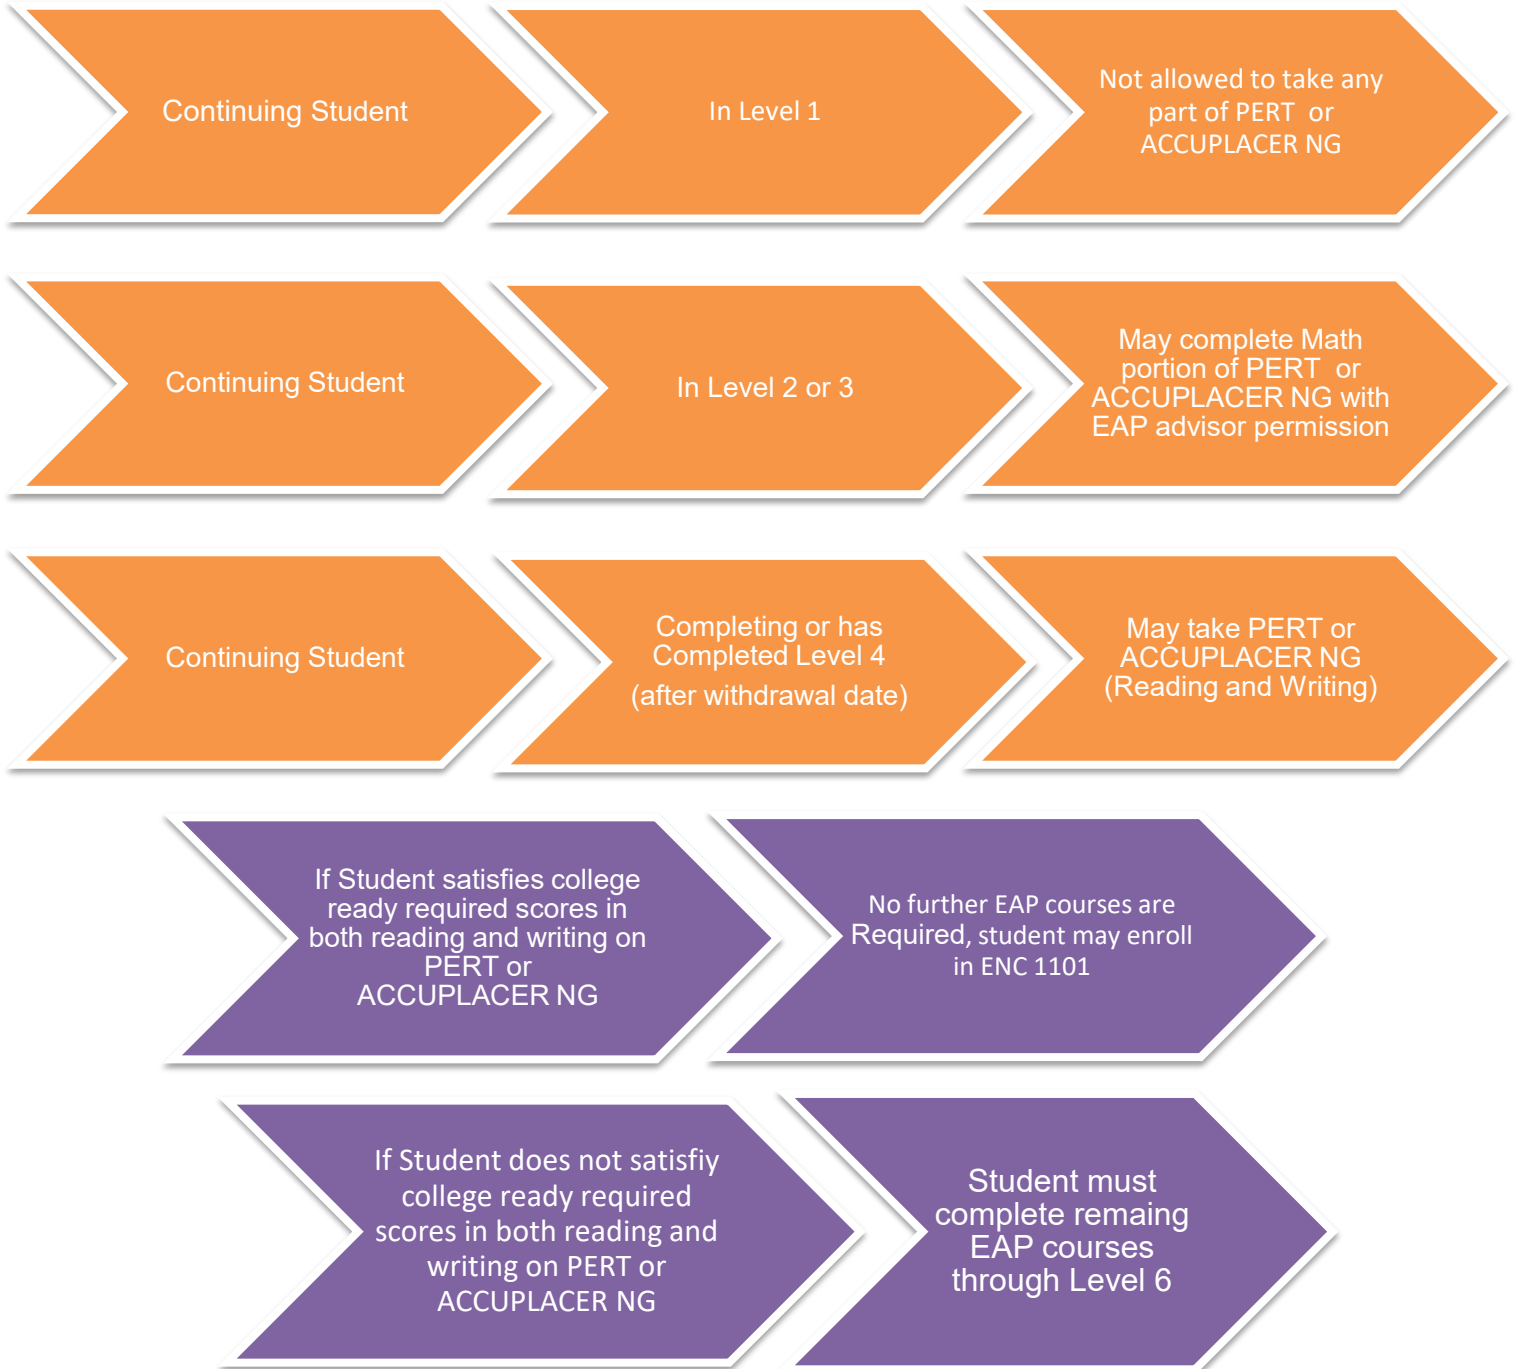 Continuing Student
In Level 1
Not allowed to take any
part of PERT or
ACCUPLACER NG
Continuing Student
In Level 2 or 3
May complete Math
portion of PERT or
ACCUPLACER NG with
EAP advisor permission
Continuing Student
Completing or has
Completed Level 4
(after withdrawal date)
May take PERT or
ACCUPLACER NG
(Reading and Writing)
If Student satisfies college
ready required scores in
both reading and writing on
PERT or
ACCUPLACER NG
No further EAP courses are
Required, student may enroll
in ENC 1101
If Student does not satisfiy
college ready required
scores in both reading and
writing on PERT or
ACCUPLACER NG
Student must
complete remaing
EAP courses
through Level 6